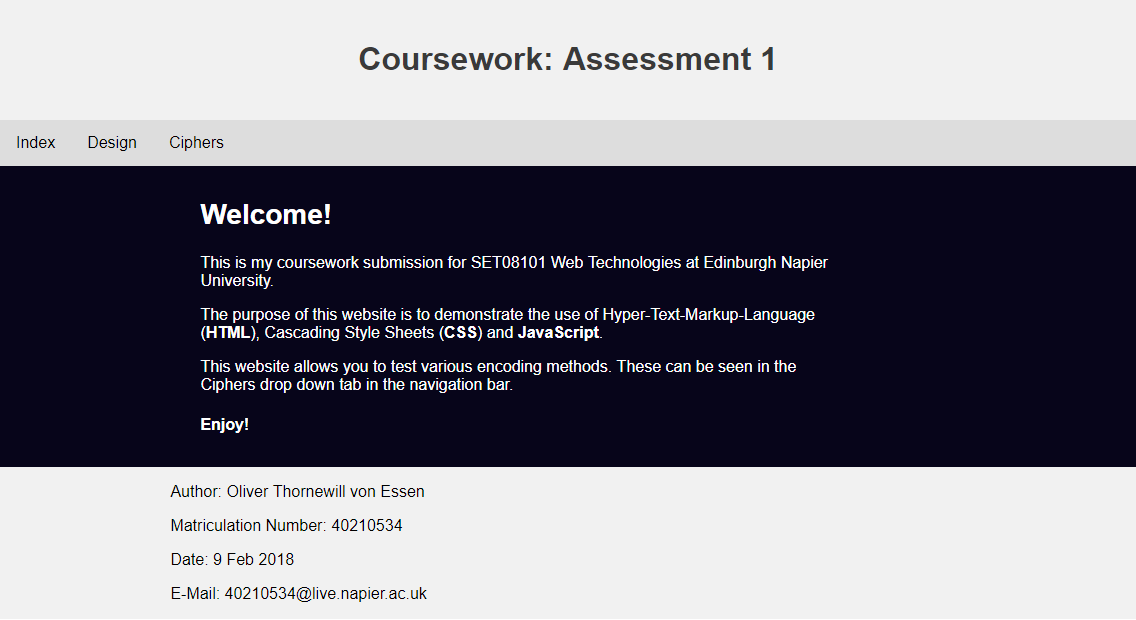 Coursework: Assessment 1
Index Design Ciphers
Welcome!
This is my coursework submission for SET08101 Web Technologies at Edinburgh Napier
University.
The purpose of this website is to demonstrate the use of Hyper-Text-Markup-Language
(HTML), Cascading Style Sheets (CSS) and JavaScript.
This website allows you to test various encoding methods. These can be seen in the
Ciphers drop down tab in the navigation bar.
Enjoy!
Author: Oliver Thornewill von Essen
Matriculation Number: 40210534
Date: 9 Feb 2018
E-Mail: 40210534@live.napier.ac.uk